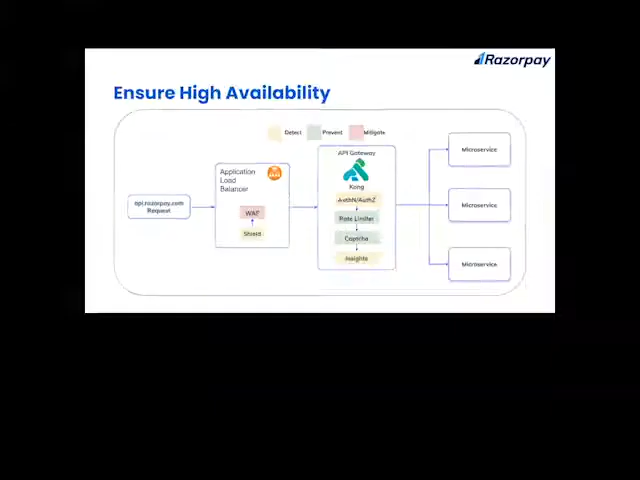 Razorpay
Ensure High Availability
Detect
Prevent
Mitigate
api.razorpay.com
Request
Application
Load
Balancer
WAF
Shield
API Gateway
Kong
AuthN/AuthZ
Rate Limiter
Captcha
Insights
Microservice
Microservice
Microservice